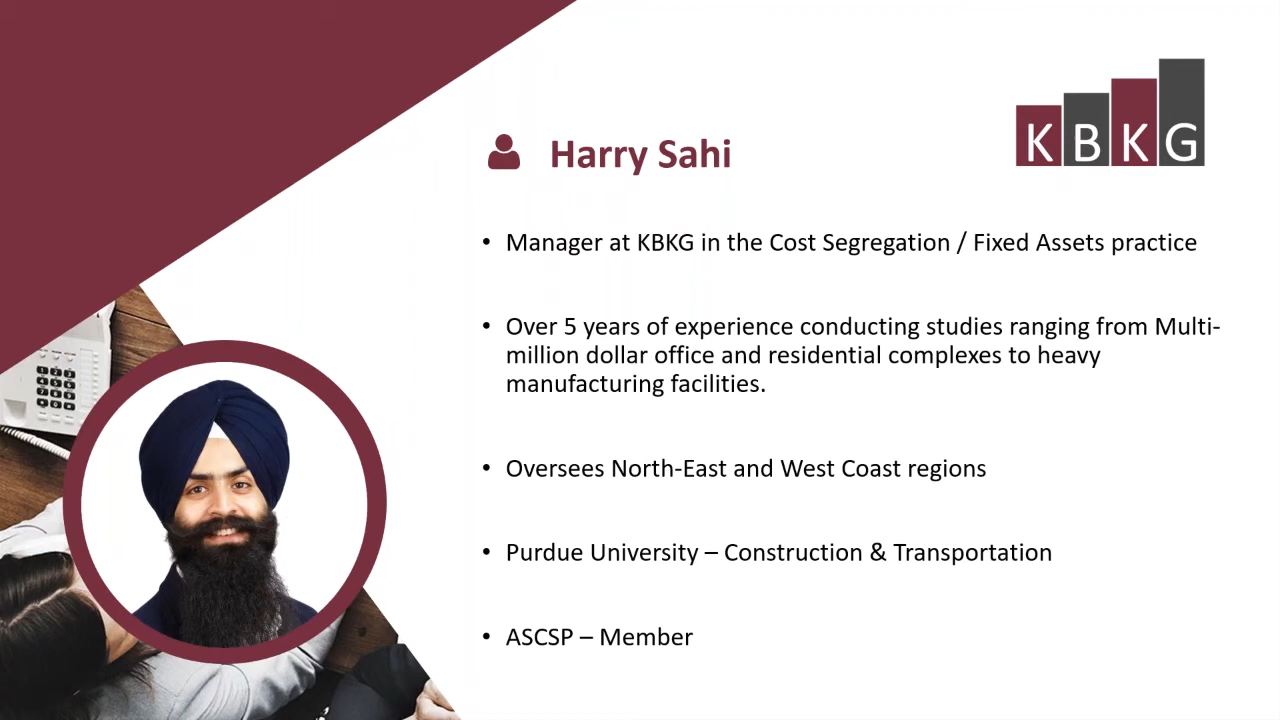 KBKG
Harry Sahi
• Manager at KBKG in the Cost Segregation / Fixed Assets practice
• Over 5 years of experience conducting studies ranging from Multi-
million dollar office and residential complexes to heavy
manufacturing facilities.
• Oversees North-East and West Coast regions
• Purdue University – Construction & Transportation
• ASCSP – Member